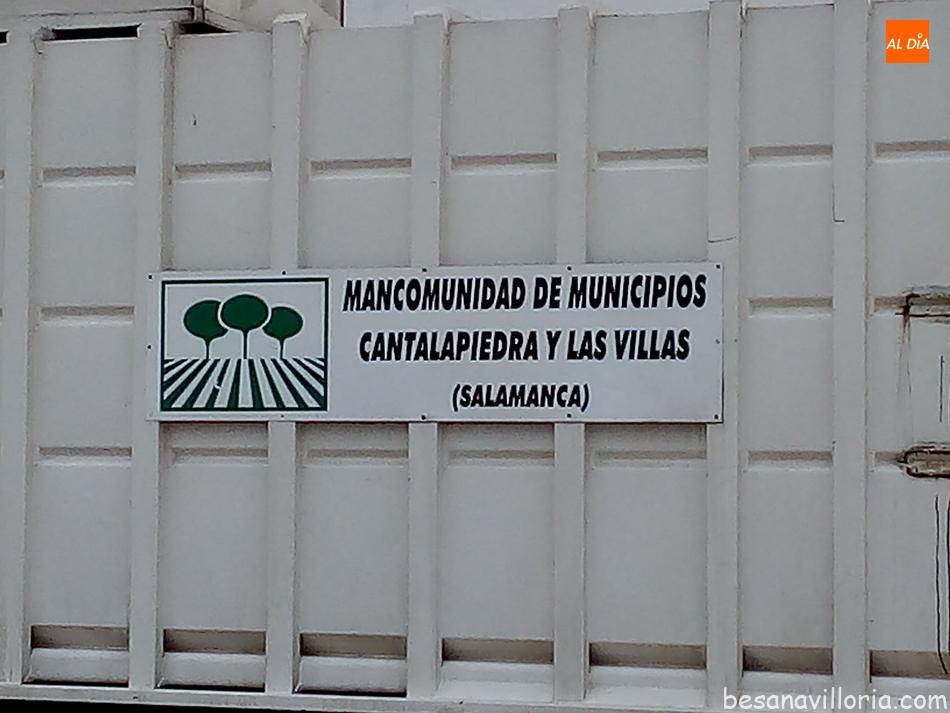 AL DÍA
MANCOMUNIDAD DE MUNICIPIOS
CANTALAPIEDRA Y LAS VILLAS
(SALAMANCA)
besanavilloria.com